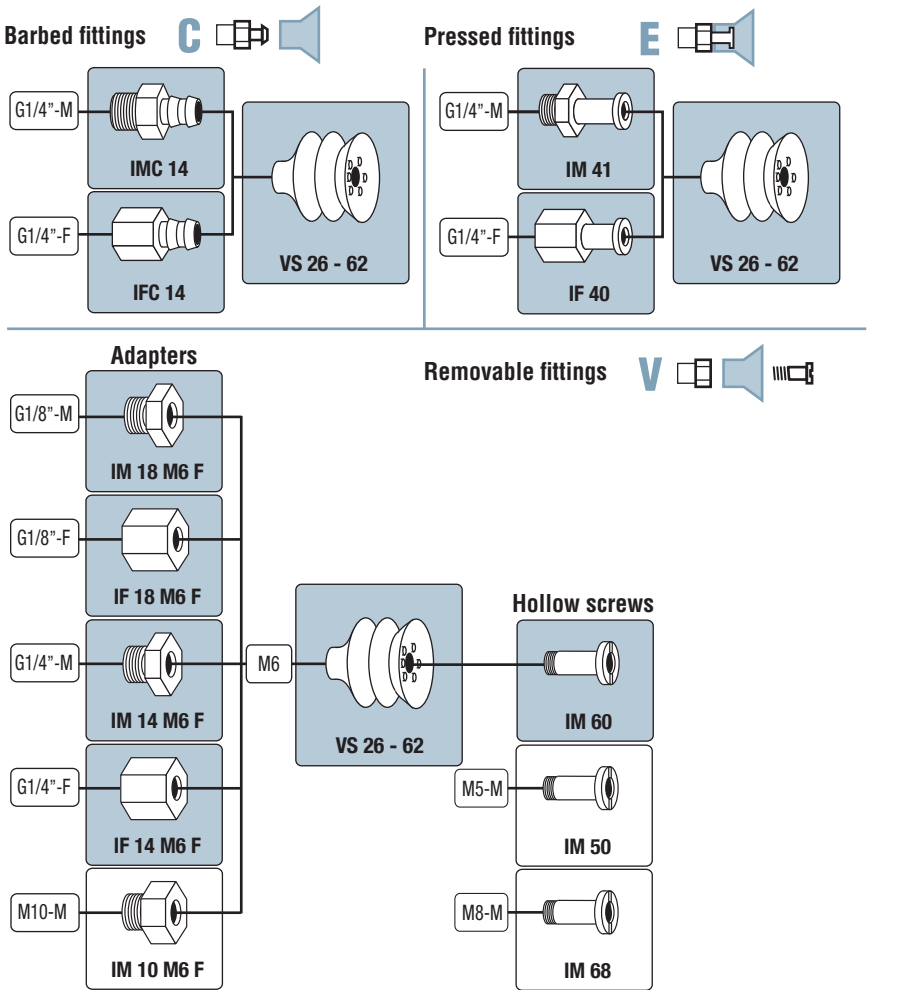 Barbed fittings C
G1/4”-M
IMC 14
G1/4”-F
IFC 14
VS 26 - 62
Pressed fittings E
G1/4”-M
IM 41
G1/4”-F
IF 40
VS 26 - 62
Adapters
G1/8”-M
IM 18 M6 F
G1/8”-F
IF 18 M6 F
G1/4”-M
IM 14 M6 F
G1/4”-F
IF 14 M6 F
M10-M
IM 10 M6 F
Removable fittings V
M6
VS 26 - 62
Hollow screws
IM 60
M5-M
IM 50
M8-M
IM 68